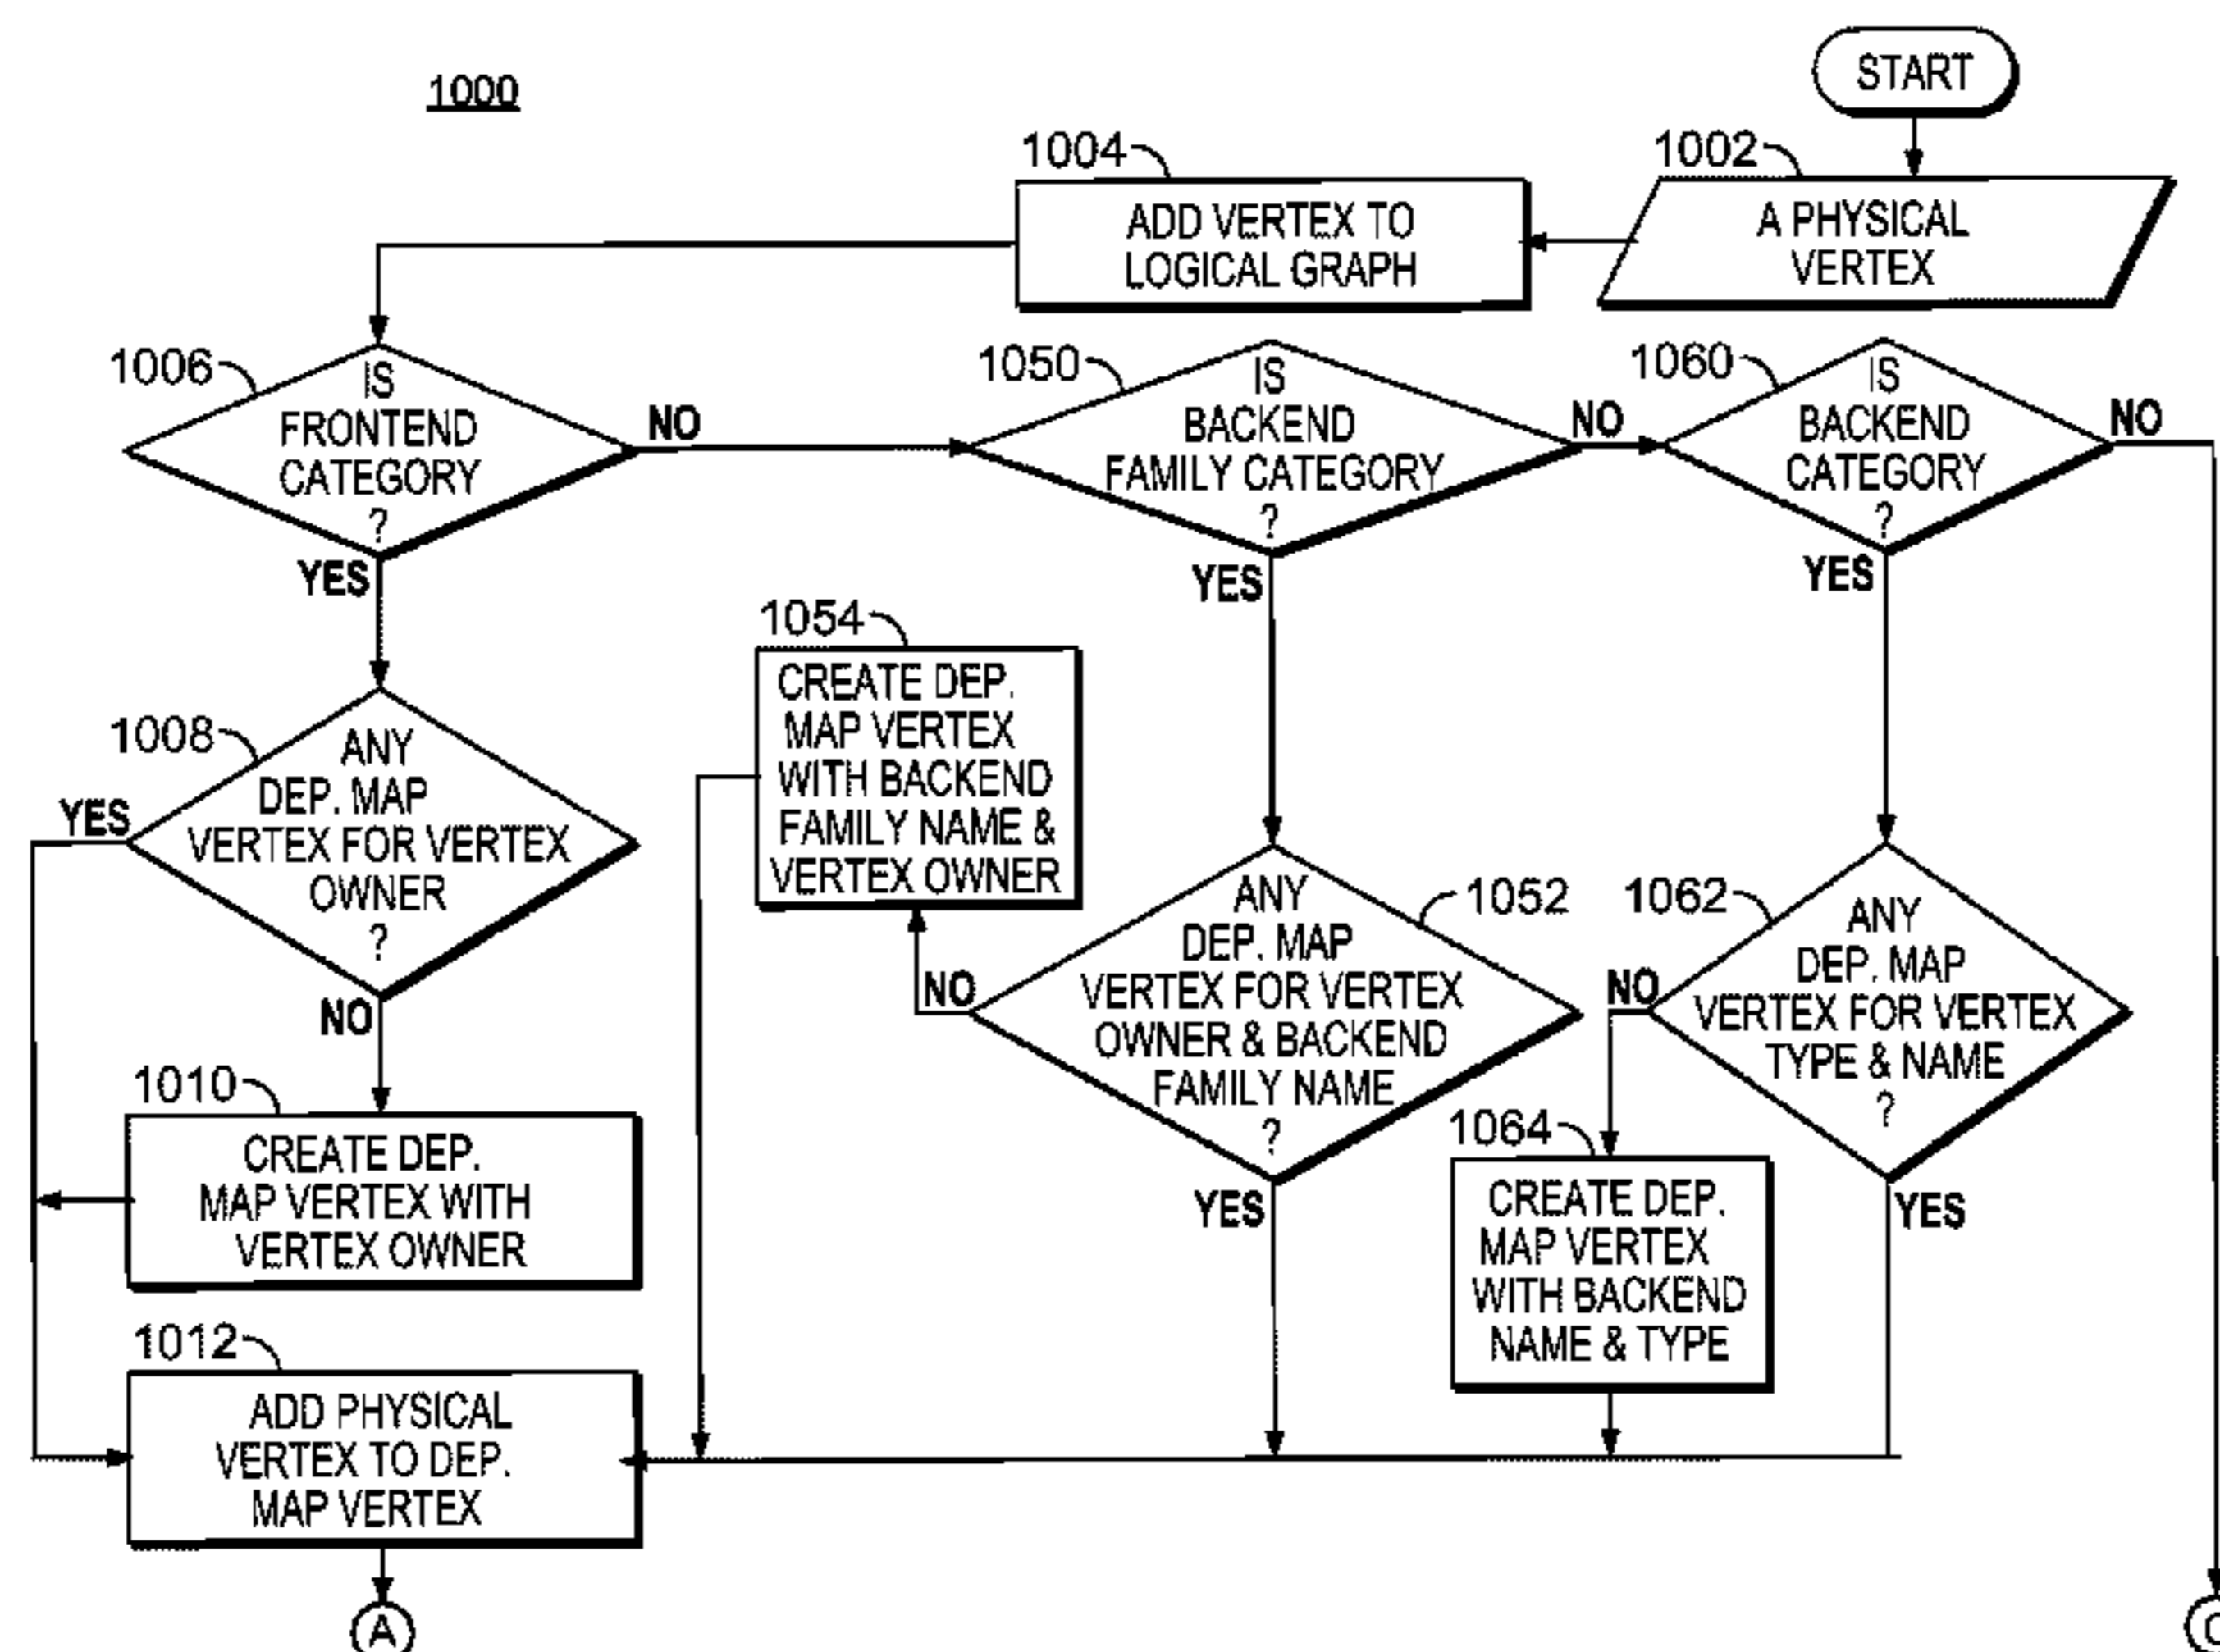 1000
START
1004
1002
ADD VERTEX TO
LOGICAL GRAPH
A PHYSICAL
VERTEX
1006
IS
FRONTEND
CATEGORY
?
NO
YES
1050
IS
BACKEND
FAMILY CATEGORY
?
NO
YES
1060
IS
BACKEND
CATEGORY
?
NO
YES
1008
ANY
DEP. MAP
VERTEX FOR VERTEX
OWNER
?
YES
NO
1054
CREATE DEP.
MAP VERTEX
WITH BACKEND
FAMILY NAME &
VERTEX OWNER
1052
ANY
DEP. MAP
VERTEX FOR VERTEX
OWNER & BACKEND
FAMILY NAME
?
NO
YES
1062
ANY
DEP. MAP
VERTEX FOR VERTEX
TYPE & NAME
?
NO
YES
1010
CREATE DEP.
MAP VERTEX WITH
VERTEX OWNER
1064
CREATE DEP.
MAP VERTEX
WITH BACKEND
NAME & TYPE
1012
ADD PHYSICAL
VERTEX TO DEP.
MAP VERTEX
A